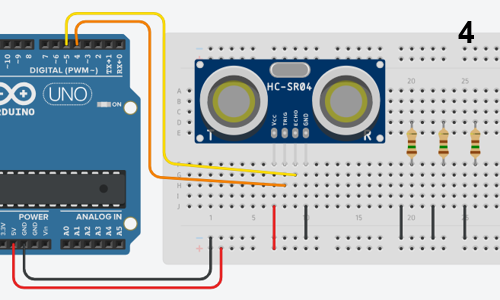 4
~10
~9
8
7
~6
~5
4
~3
2
TX→1
RX←0
DIGITAL (PWM~)
UNO
ARDUINO
ON
HC-SR04
Vcc
TRIG
ECHO
GND
T
R
20
25
A
B
C
D
E
F
G
H
I
J
1
5
10
20
25
POWER
ANALOG IN
3.3V
5V
GND
GND
Vin
A0
A1
A2
A3
A4
A5